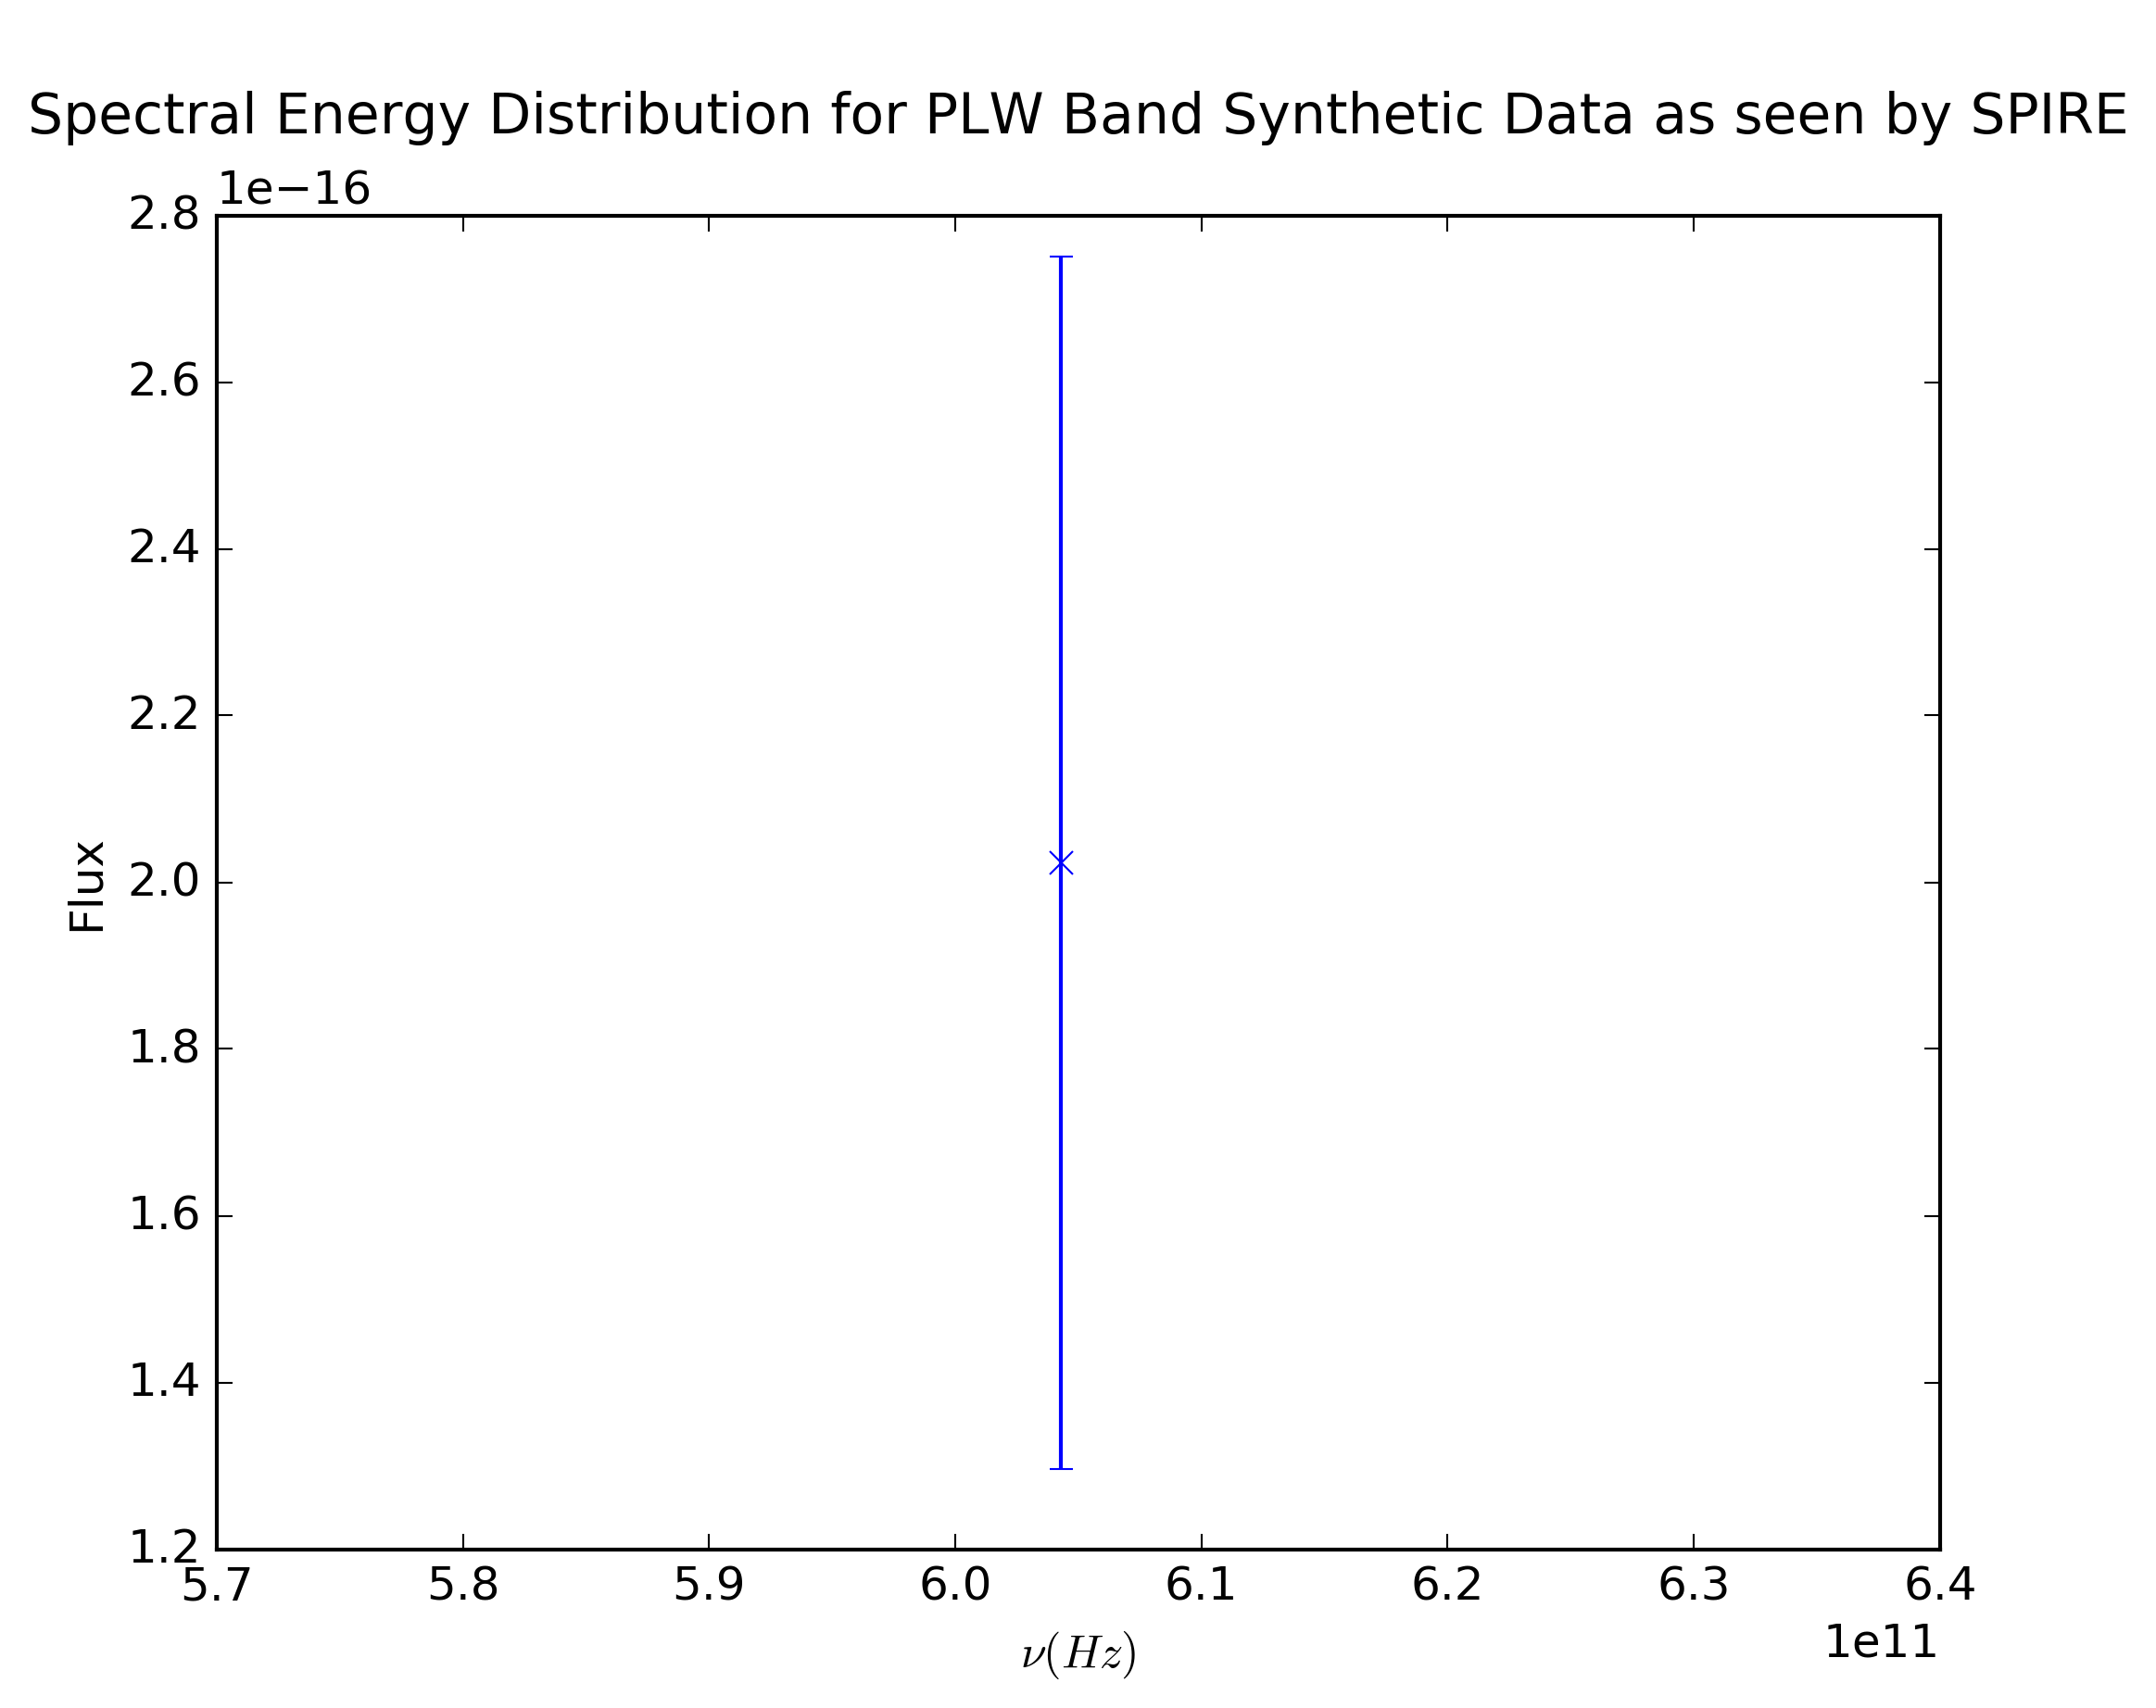 Spectral Energy Distribution for PLW Band Synthetic Data as seen by SPIRE
1e−16
2.8
2.6
2.4
2.2
2.0
1.8
1.6
1.4
1.2
Flux
5.7 5.8 5.9 6.0 6.1 6.2 6.3 6.4
1e11
ν(Hz)